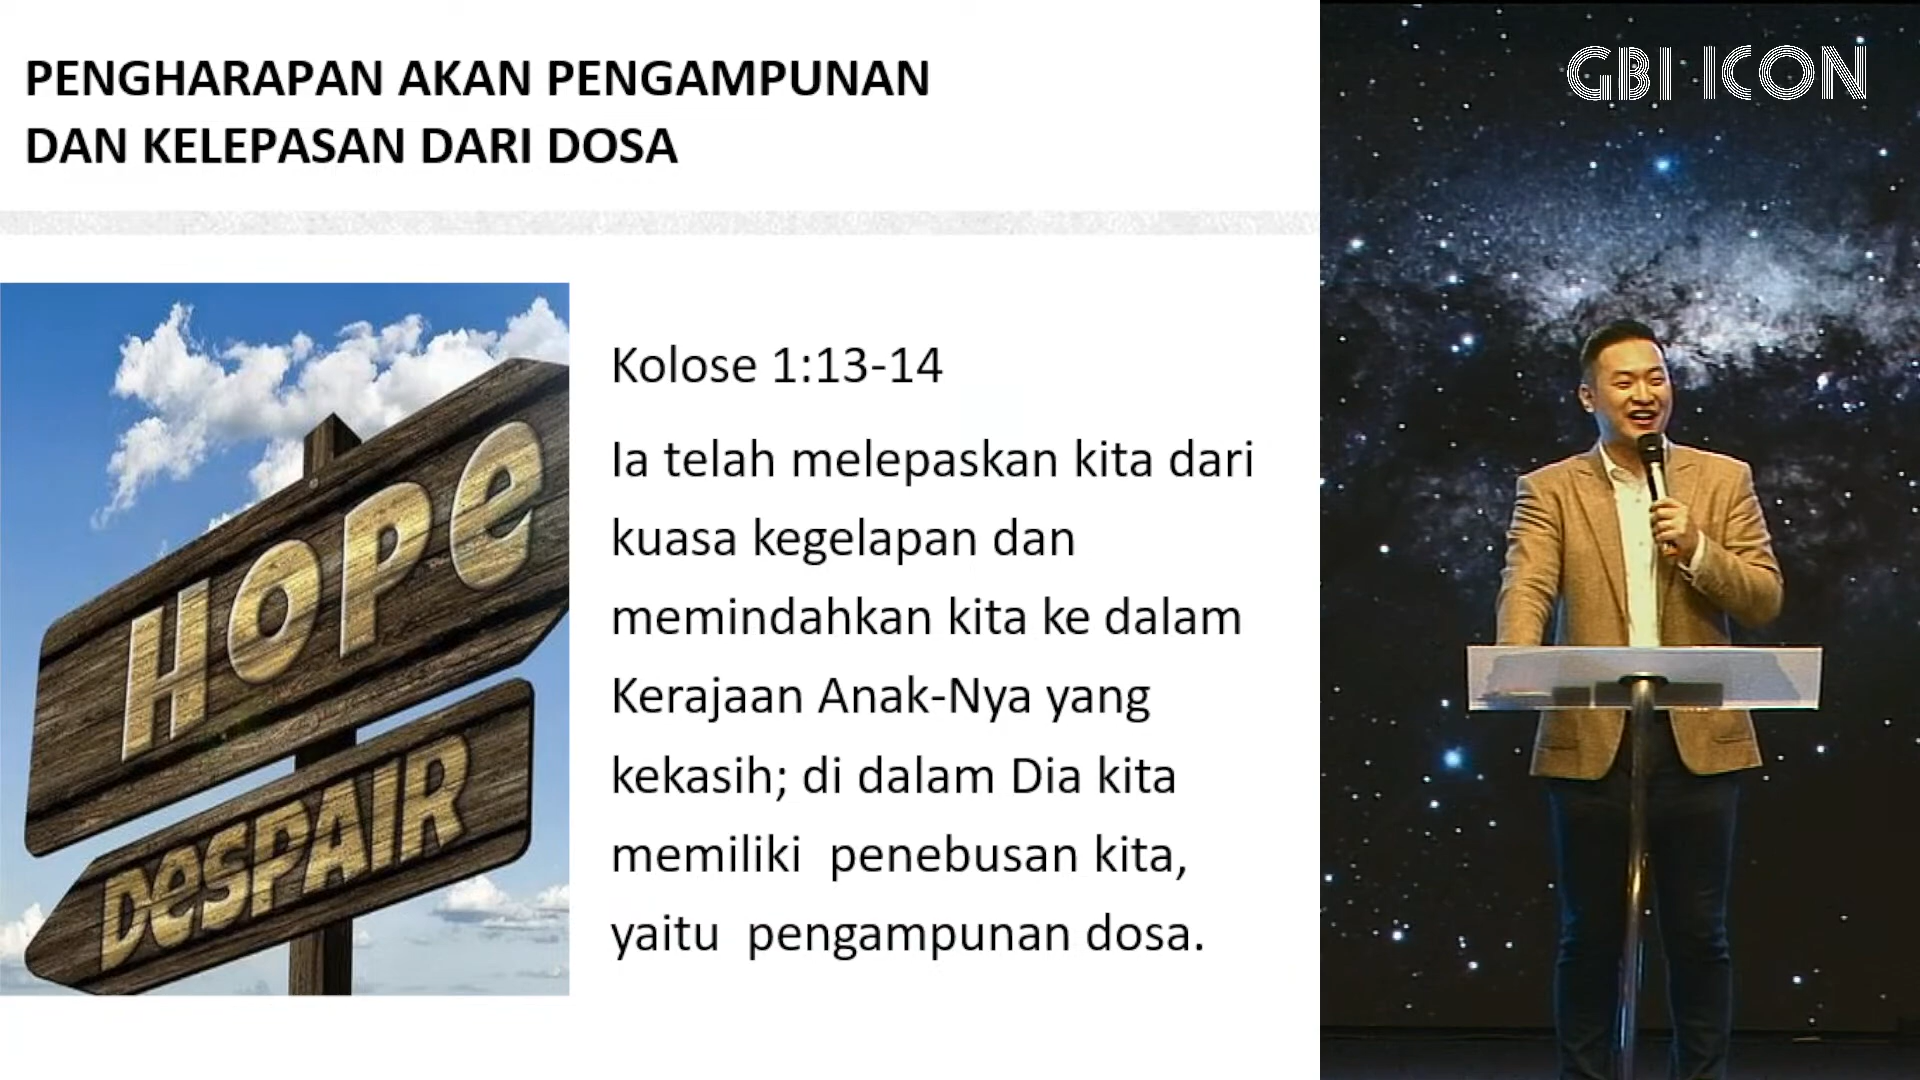 PENGHARAPAN AKAN PENGAMPUNAN
DAN KELEPASAN DARI DOSA
GBI ICON
HOPe
DeSPAIR
Kolose 1:13-14
Ia telah melepaskan kita dari
kuasa kegelapan dan
memindahkan kita ke dalam
Kerajaan Anak-Nya yang
kekasih; di dalam Dia kita
memiliki  penebusan kita,
yaitu  pengampunan dosa.